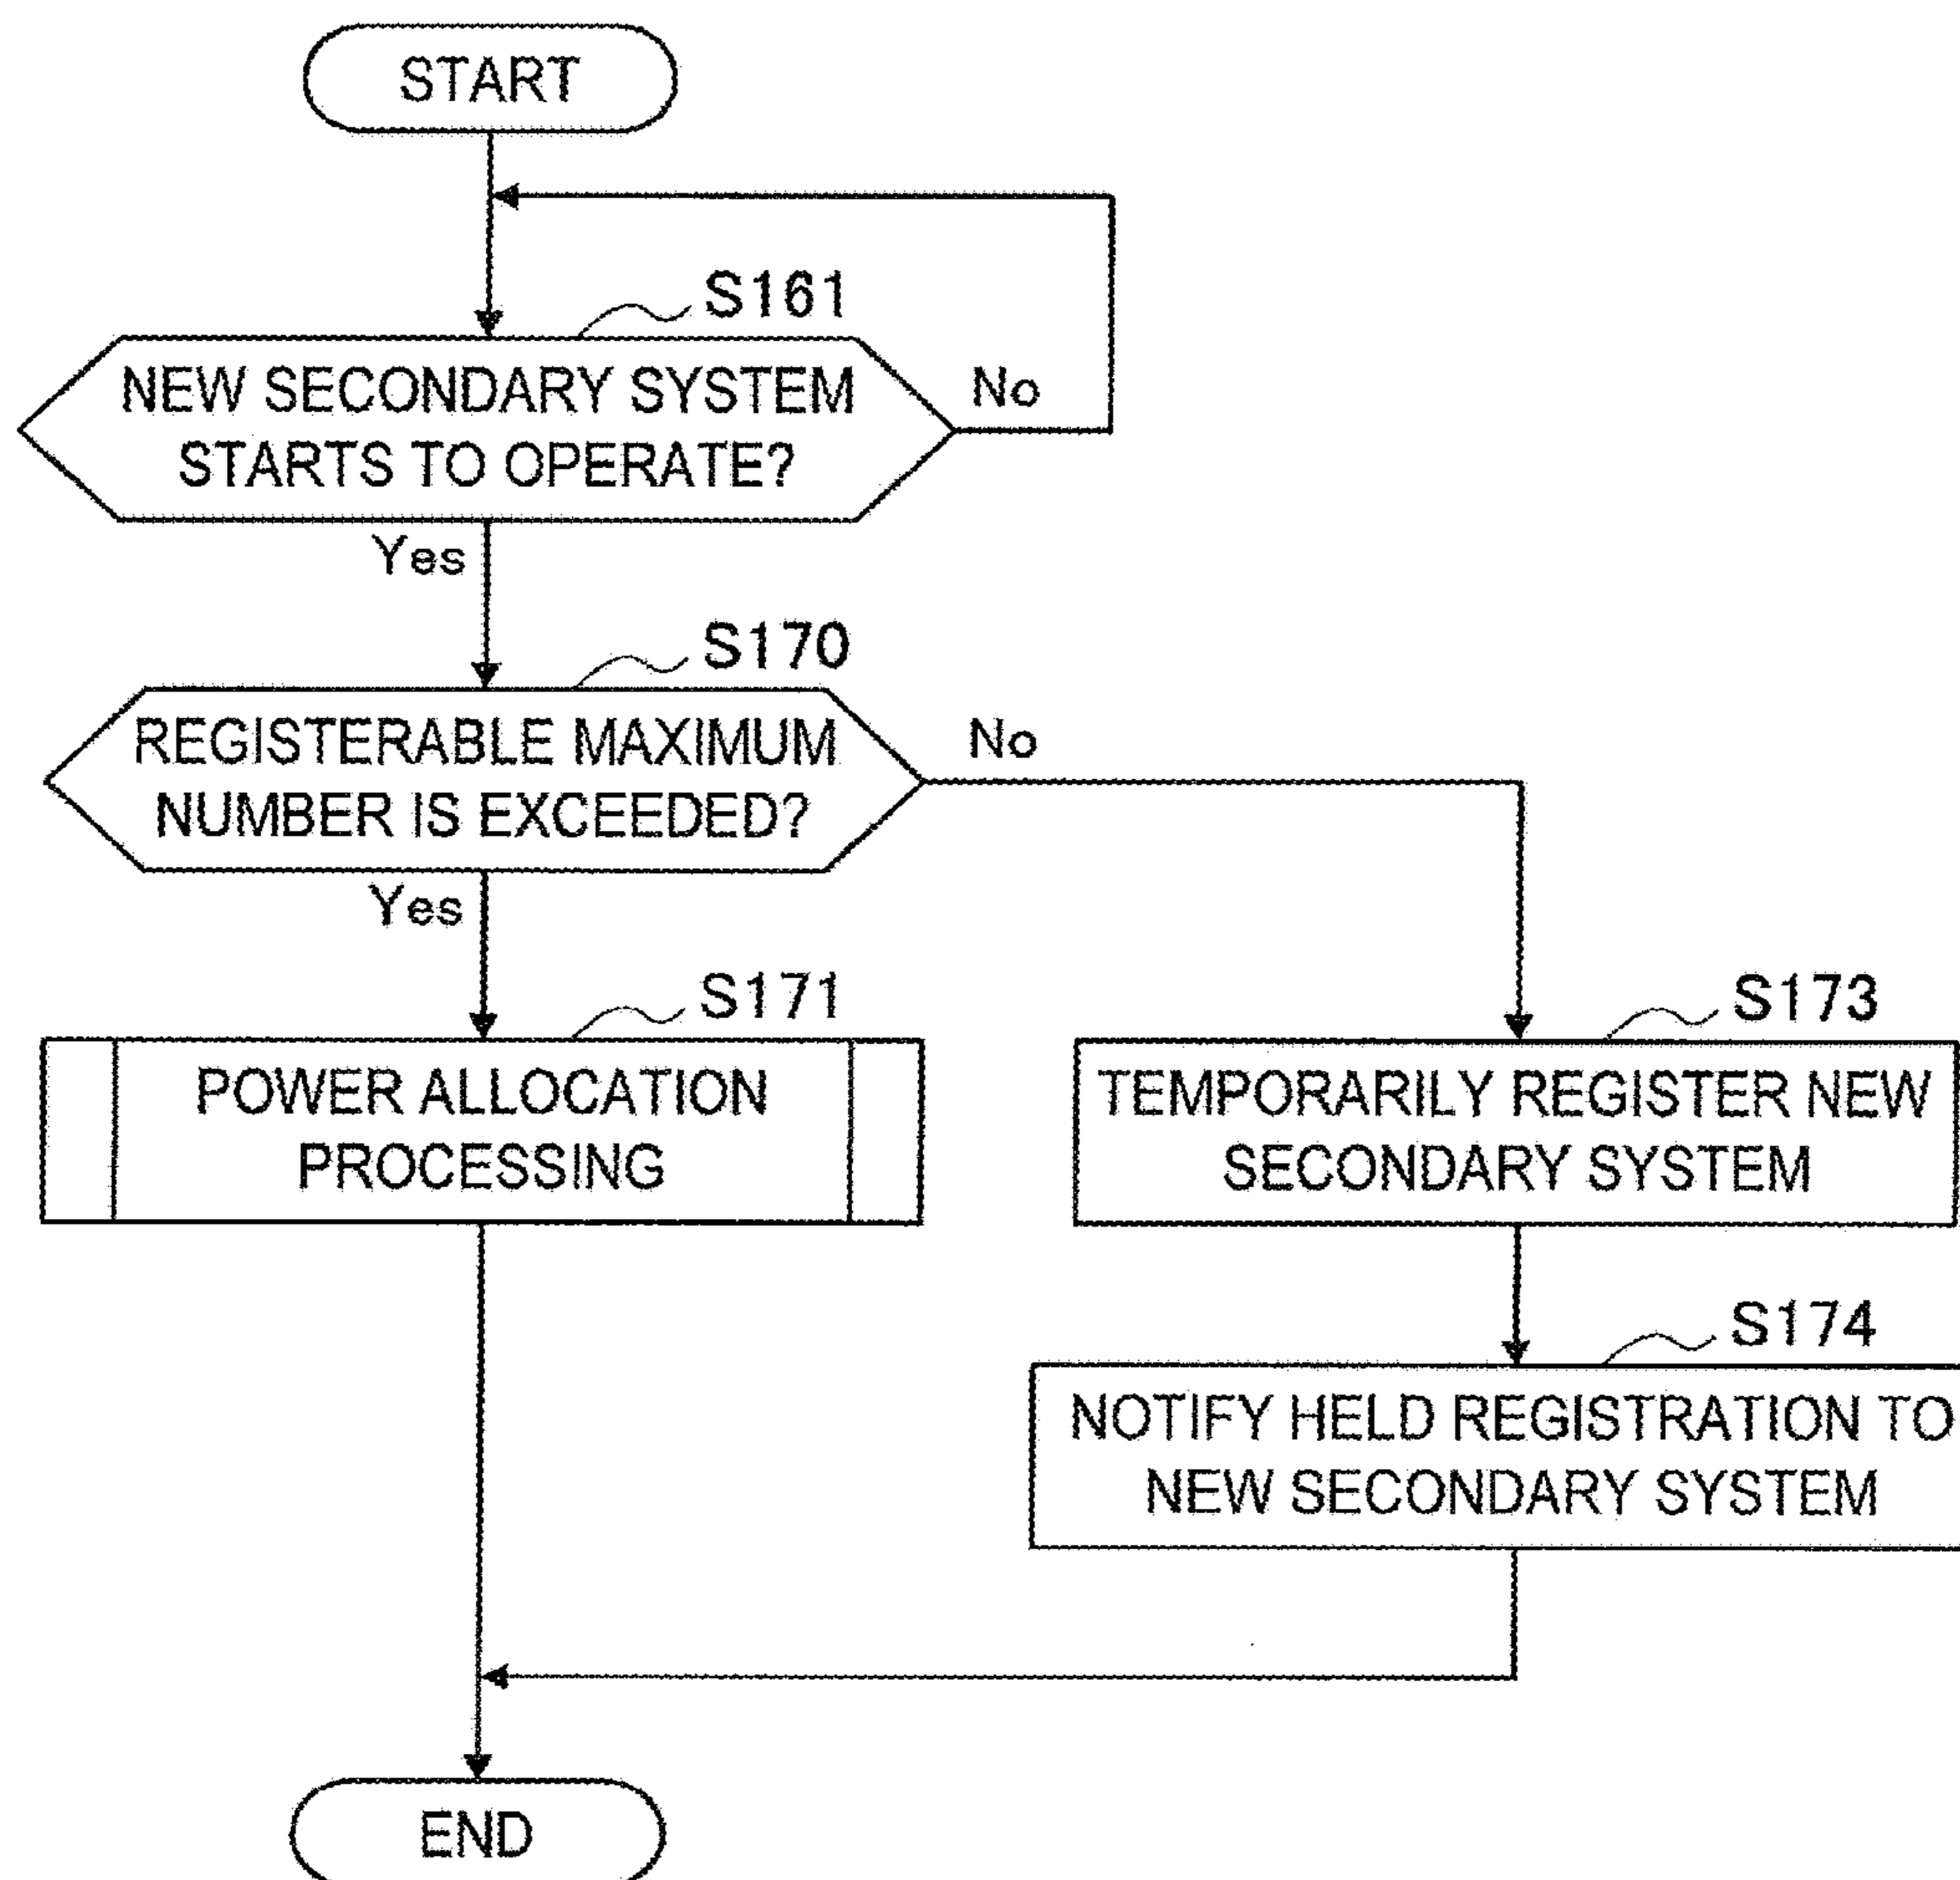 START
S161
NEW SECONDARY SYSTEM
STARTS TO OPERATE?
No
Yes
S170
REGISTERABLE MAXIMUM
NUMBER IS EXCEEDED?
No
Yes
S171
POWER ALLOCATION
PROCESSING
S173
TEMPORARILY REGISTER NEW
SECONDARY SYSTEM
S174
NOTIFY HELD REGISTRATION TO
NEW SECONDARY SYSTEM
END